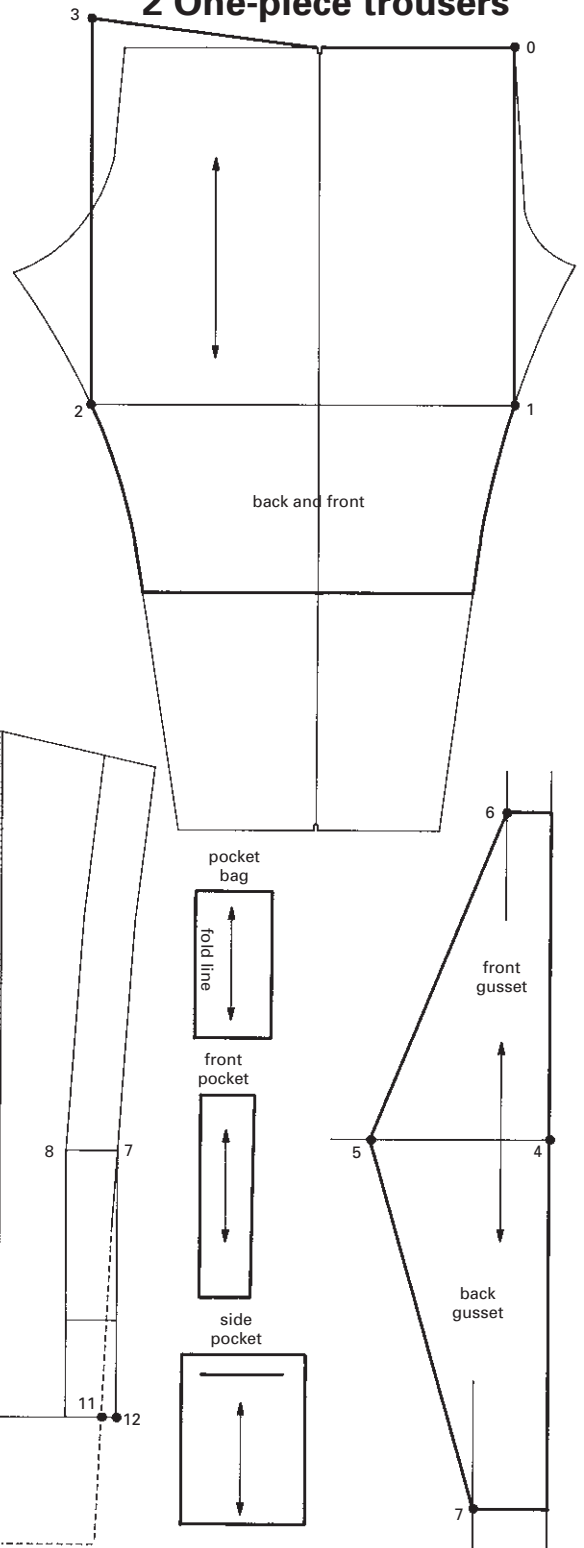 2 One-piece trousers
3
0
2
1
back and front
pocket
bag
fold line
front
pocket
8
7
side
pocket
11
12
6
front
gusset
5
4
back
gusset
7